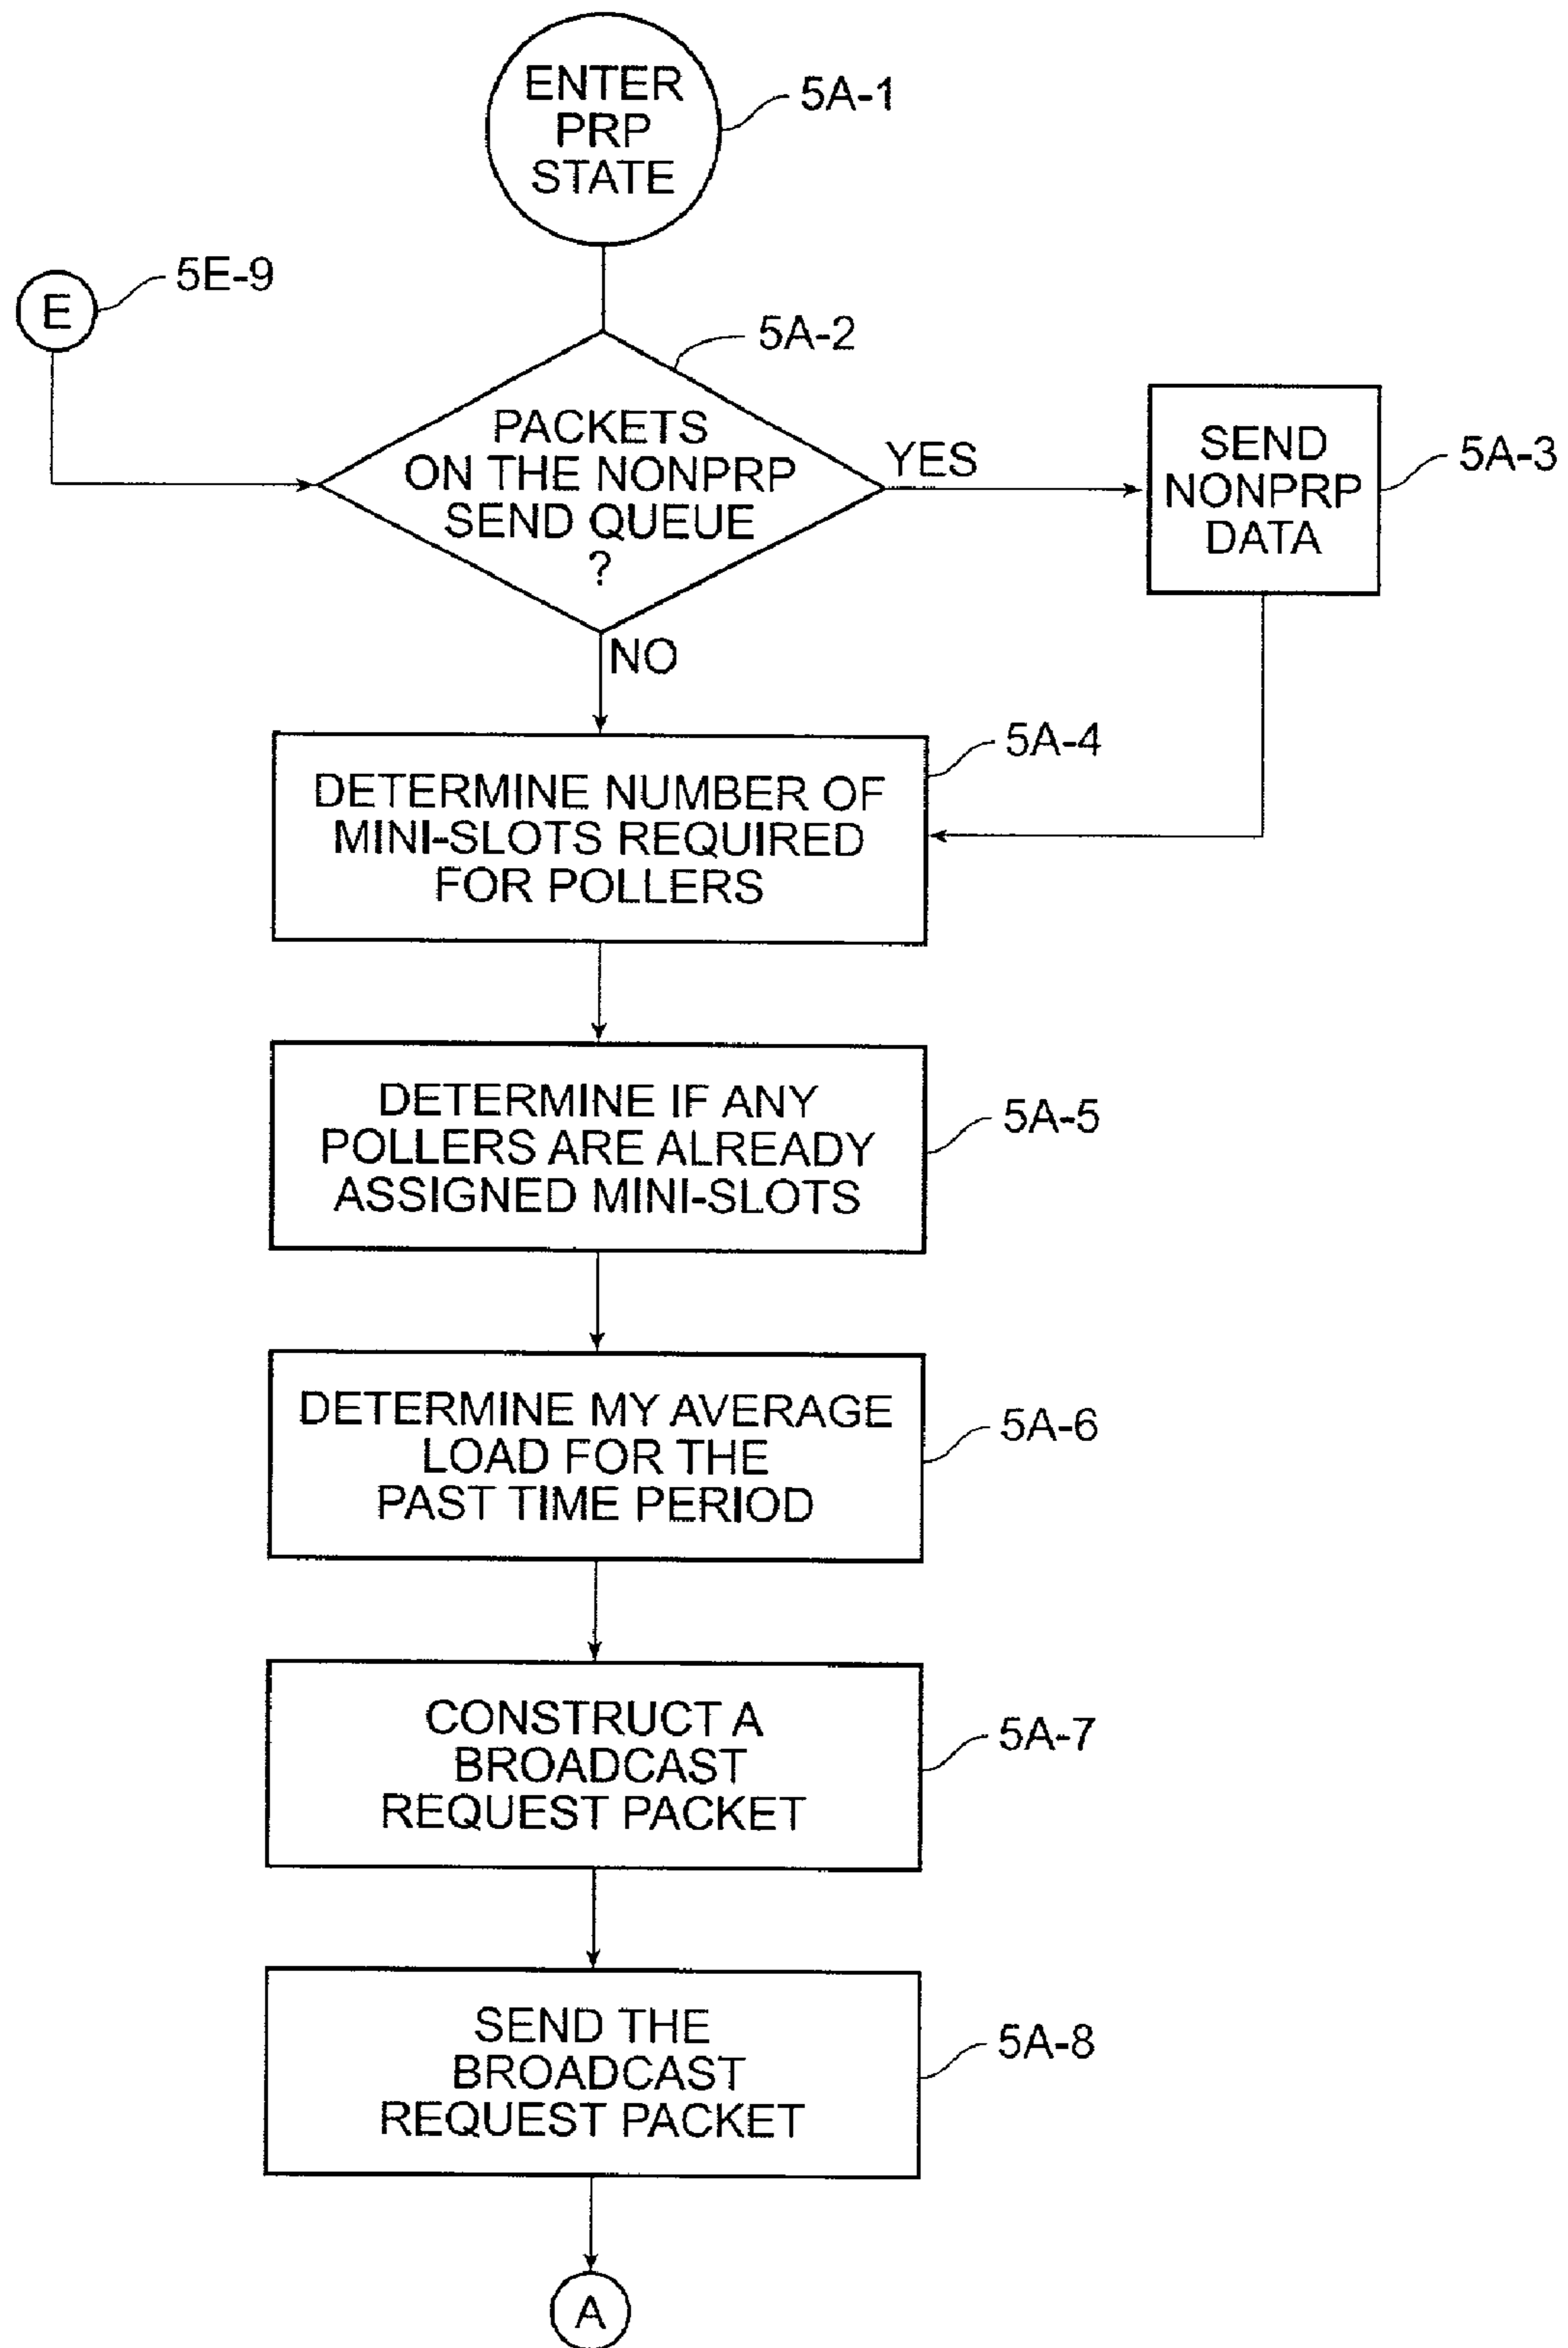 ENTER
PRP
STATE
5A-1
E
5E-9
5A-2
PACKETS
ON THE NONPRP
SEND QUEUE
?
YES
SEND
NONPRP
DATA
5A-3
NO
5A-4
DETERMINE NUMBER OF
MINI-SLOTS REQUIRED
FOR POLLERS
DETERMINE IF ANY
POLLERS ARE ALREADY
ASSIGNED MINI-SLOTS
5A-5
DETERMINE MY AVERAGE
LOAD FOR THE
PAST TIME PERIOD
5A-6
CONSTRUCT A
BROADCAST
REQUEST PACKET
5A-7
SEND THE
BROADCAST
REQUEST PACKET
5A-8
A